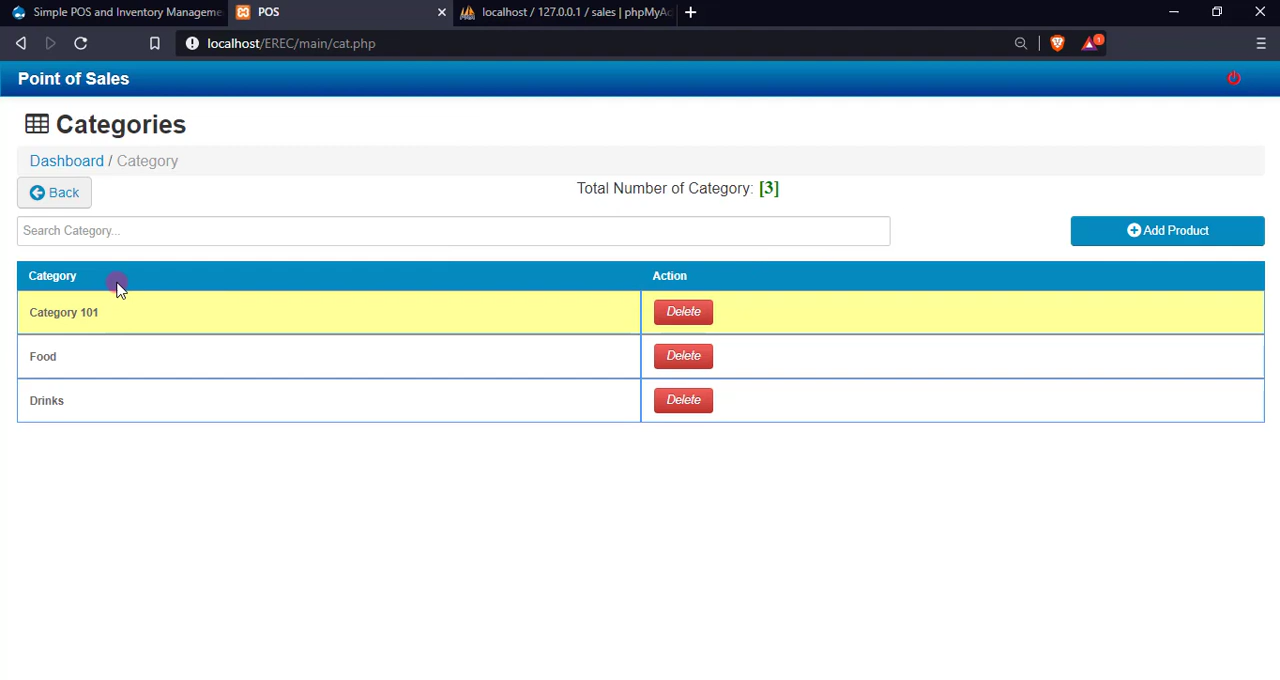 Simple POS and Inventory Manageme
POS
localhost / 127.0.0.1 / sales | phpMyAc
localhost/EREC/main/cat.php
1
Point of Sales
Categories
Dashboard / Category
Back
Total Number of Category: [3]
Search Category...
Add Product
Category
Action
Category 101
Delete
Food
Delete
Drinks
Delete